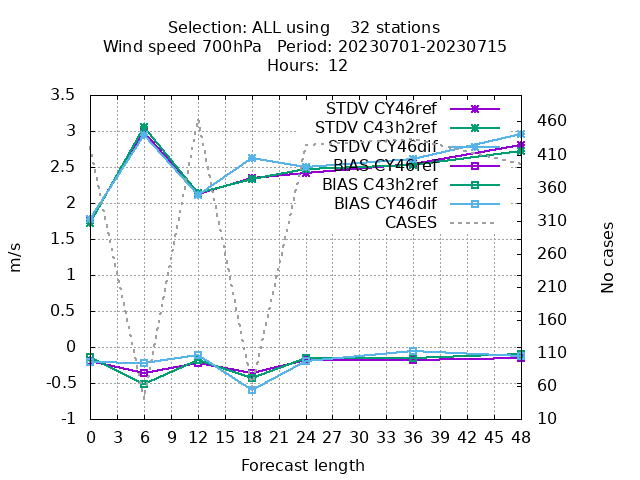 Selection: ALL using 32 stations
Wind speed 700hPa Period: 20230701-20230715
Hours: 12
3.5
3
2.5
2
1.5
1
0.5
0
-0.5
-1
m/s
STDV CY46ref
STDV C43h2ref
STDV CY46dif
BIAS CY46ref
BIAS C43h2ref
BIAS CY46dif
CASES
460
410
360
310
260
210
160
110
60
10
No cases
0 3 6 9 12 15 18 21 24 27 30 33 36 39 42 45 48
Forecast length